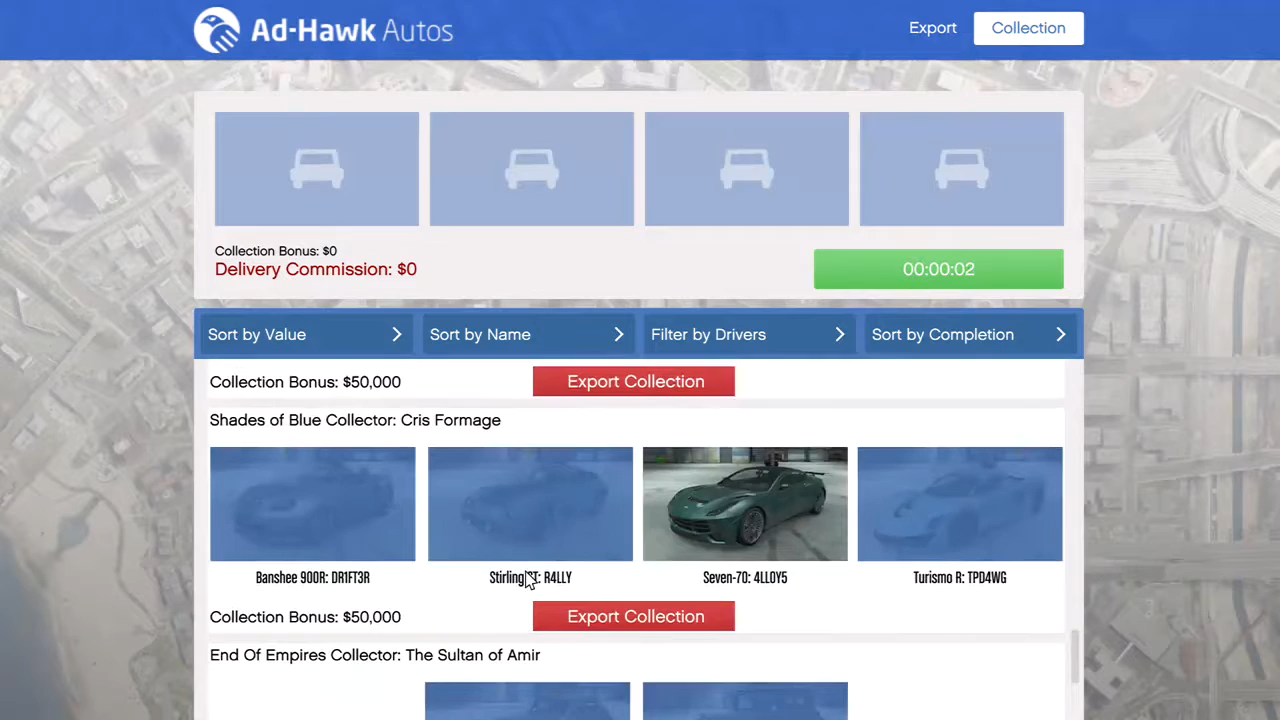 Ad-Hawk Autos
Export
Collection
Collection Bonus: $0
Delivery Commission: $0
00:00:02
Sort by Value
Sort by Name
Filter by Drivers
Sort by Completion
Collection Bonus: $50,000
Export Collection
Shades of Blue Collector: Cris Formage
Banshee 900R: DR1FT3R
Stirling GT: R4LLY
Seven-70: 4LL0Y5
Turismo R: TPD4WG
Collection Bonus: $50,000
Export Collection
End Of Empires Collector: The Sultan of Amir